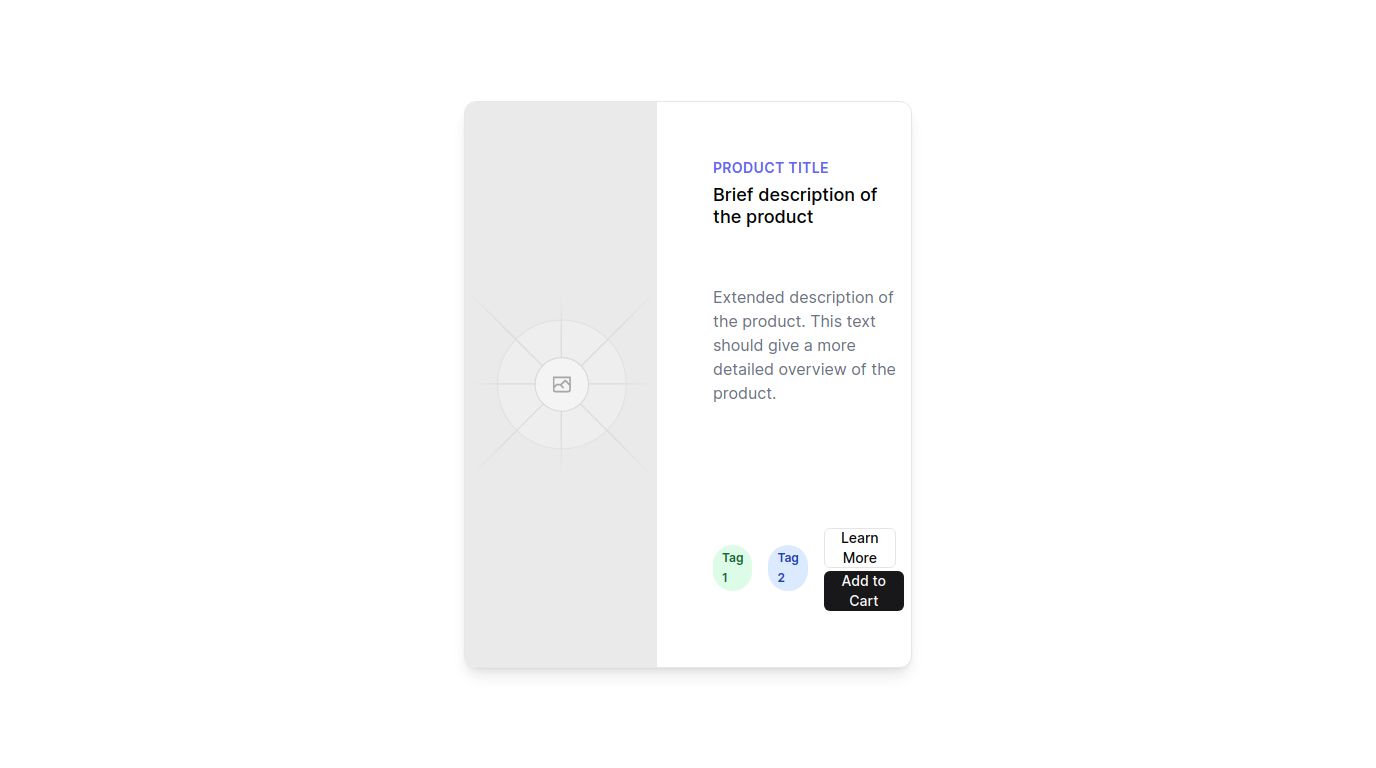 PRODUCT TITLE
Brief description of
the product
Extended description of
the product. This text
should give a more
detailed overview of the
product.
Tag
1
Tag
2
Learn
More
Add to
Cart